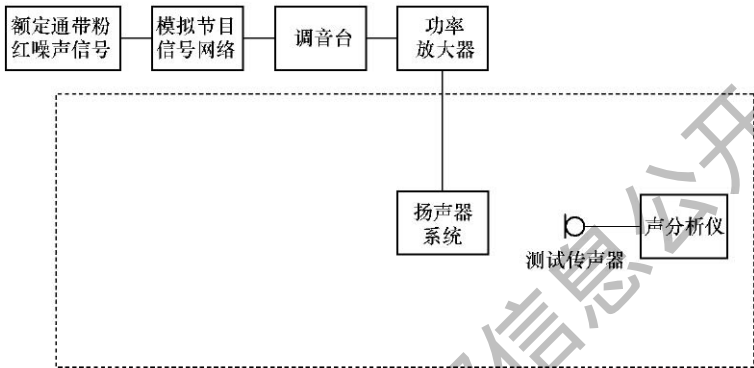 额定通带粉
红噪声信号
模拟节目
信号网络
调音台
功率
放大器
扬声器
系统
测试传声器
声分析仪
信息公开